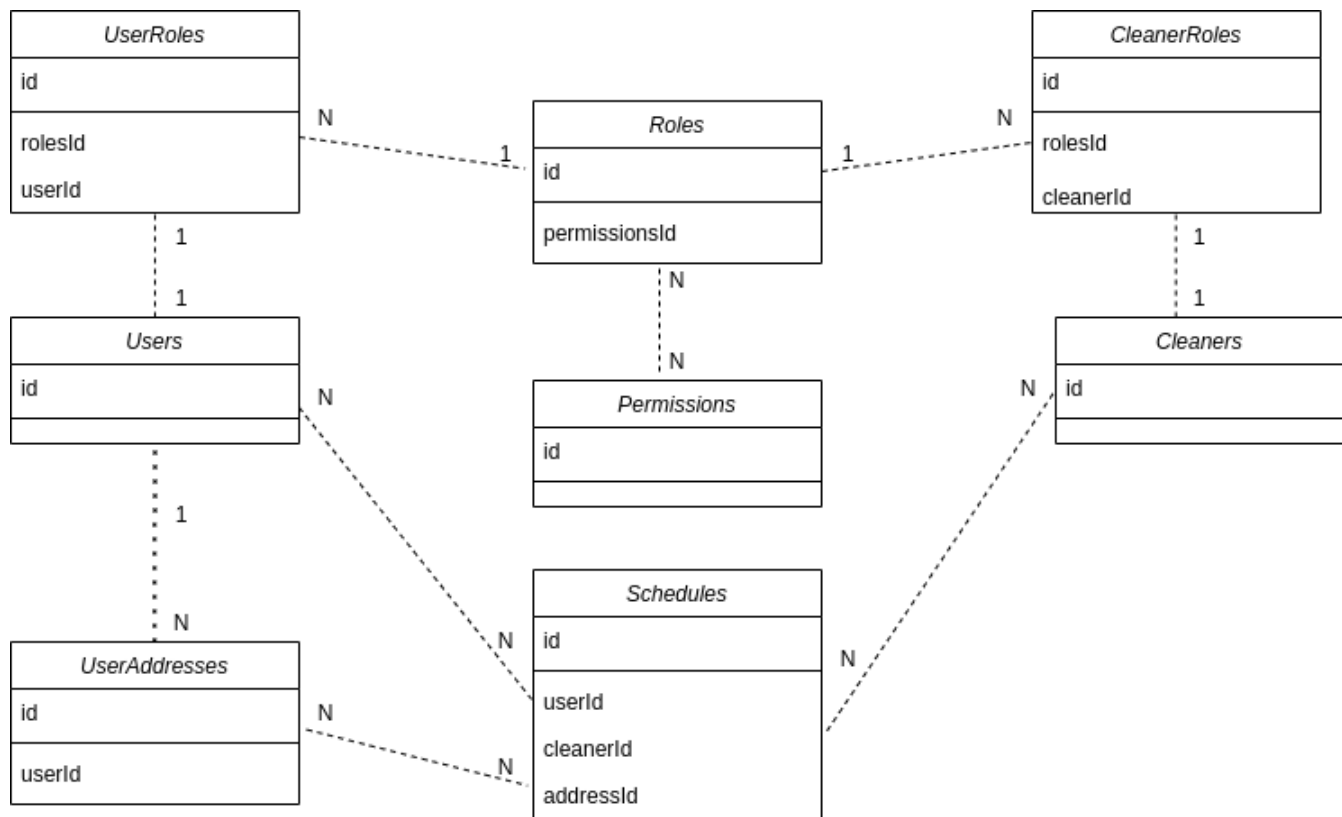 UserRoles
id
rolesId
userId
CleanerRoles
id
rolesId
cleanerId
Roles
id
permissionsId
N
1
1
N
1
1
N
N
1
1
Users
id
Permissions
id
Cleaners
id
N
N
1
N
N
N
UserAddresses
id
userId
N
N
Schedules
id
userId
cleanerId
addressId